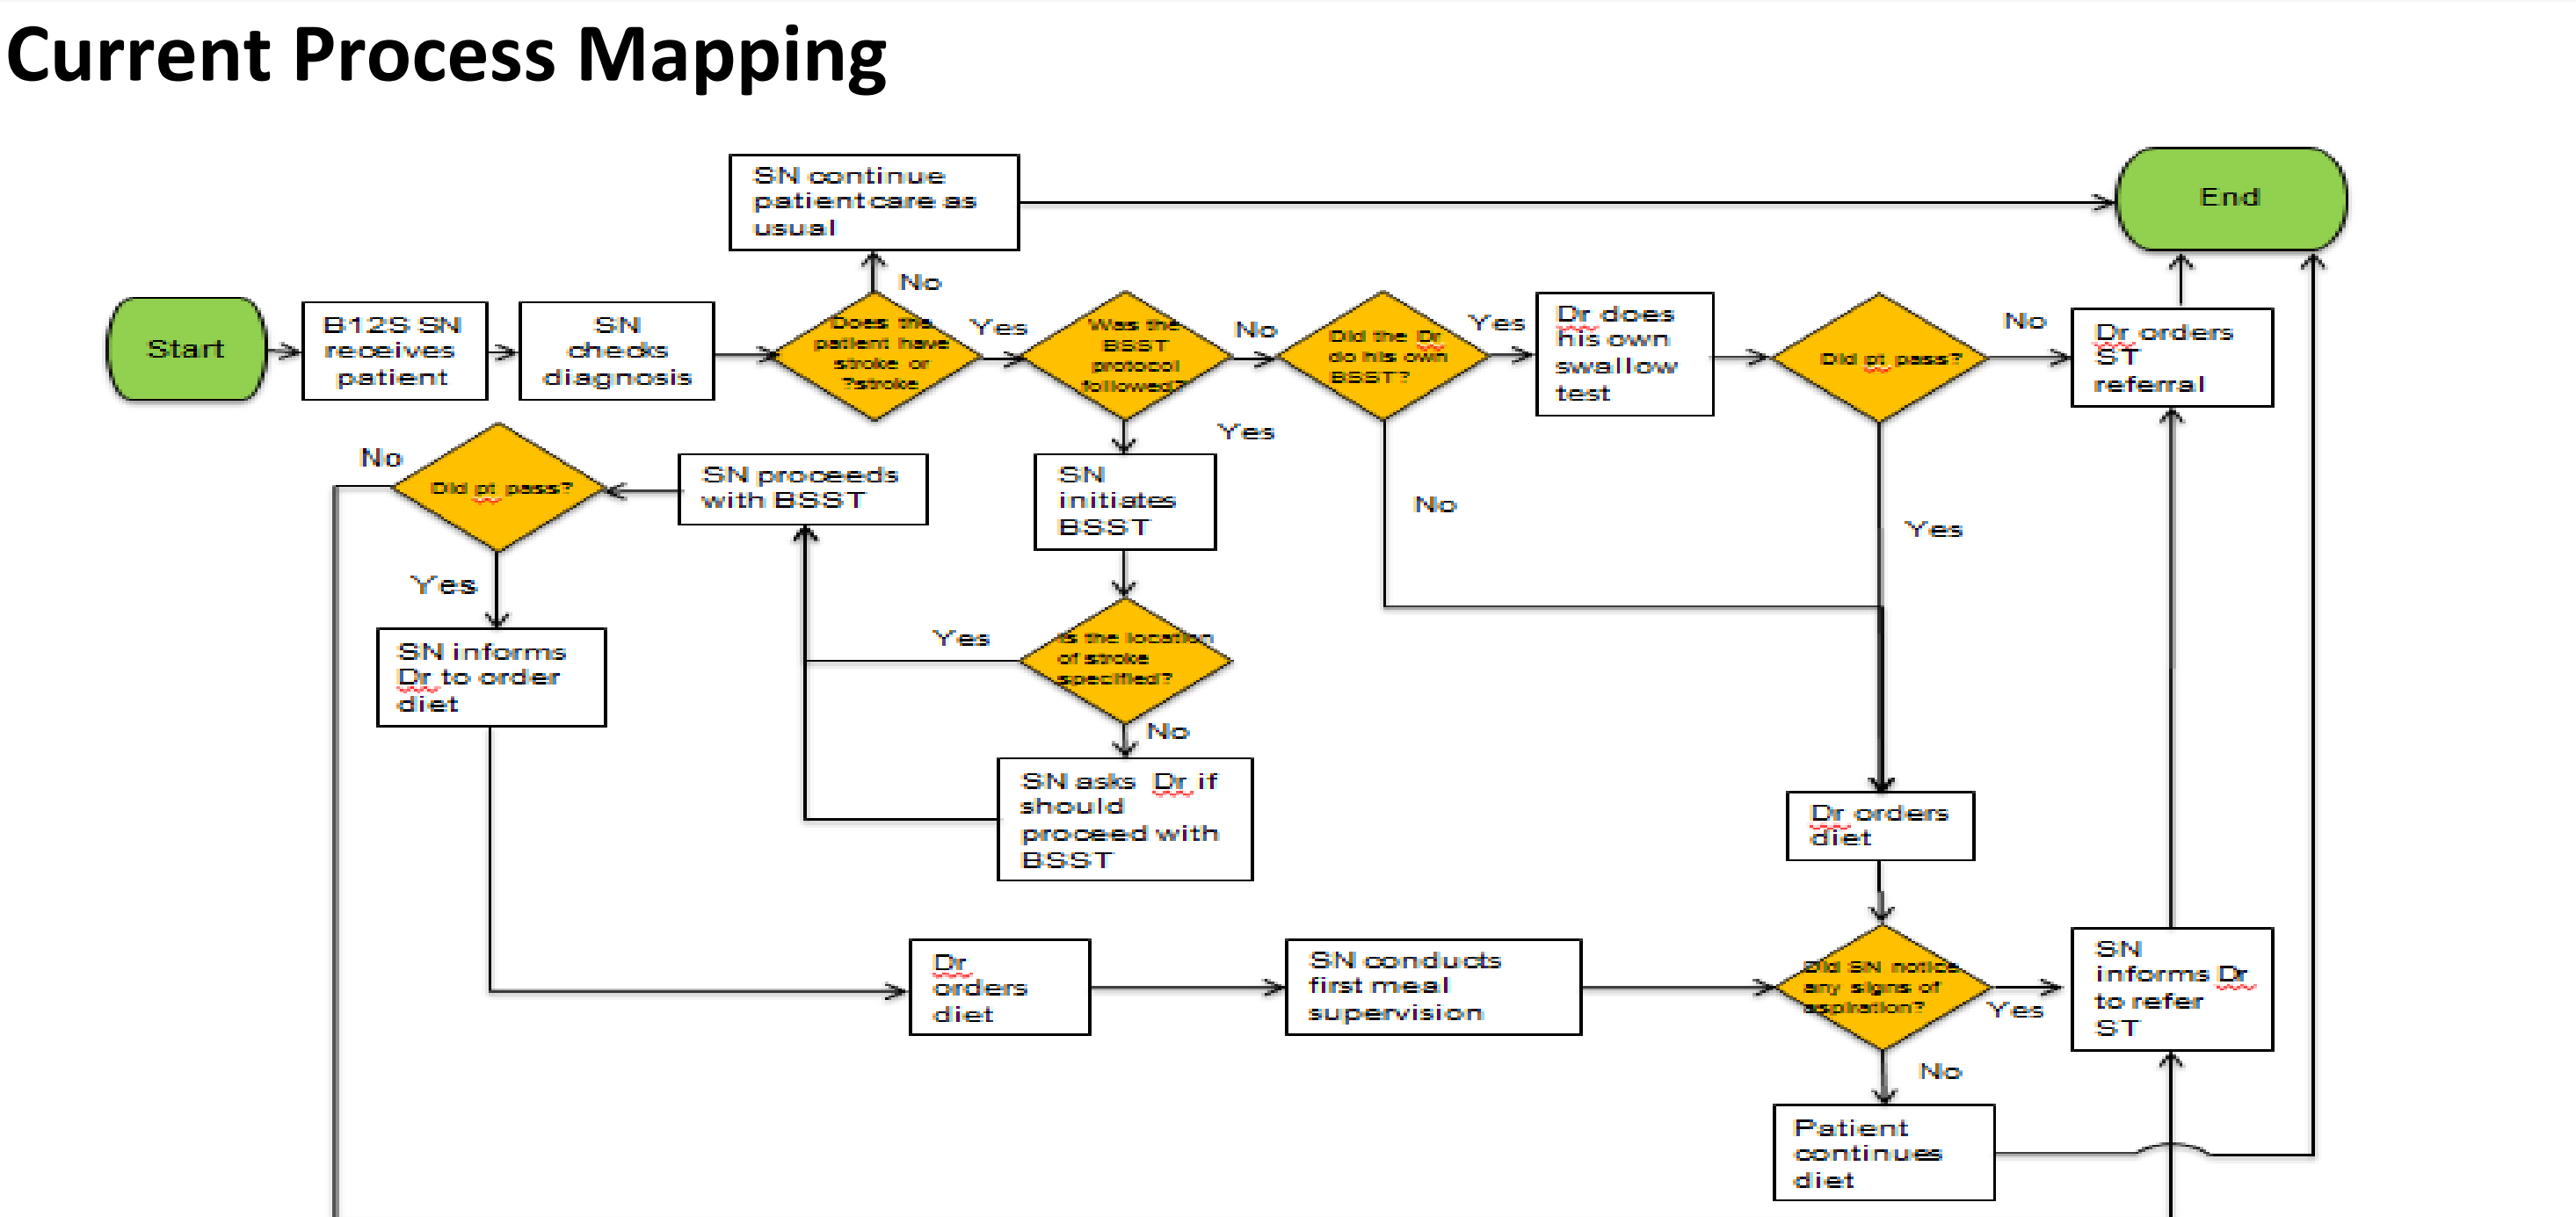 Current Process Mapping
SN continue
patient care as
usual
End
No
Start
B12S SN
receives
patient
SN
checks
diagnosis
Does the
patient have
stroke or
?stroke
Yes
Was the
BSST
protocol
followed?
No
Did the Dr
do his own
BSST?
Yes
Dr does
his own
swallow
test
Did pt pass?
No
Dr orders
ST
referral
No
Did pt pass?
SN proceeds
with BSST
Yes
SN
initiates
BSST
No
Yes
Yes
SN informs
Dr to order
diet
Yes
Is the location
of stroke
specified?
No
SN asks Dr if
should
proceed with
BSST
Dr orders
diet
Dr
orders
diet
SN conducts
first meal
supervision
Did SN notice
any signs of
aspiration?
Yes
SN
informs Dr
to refer
ST
No
Patient
continues
diet